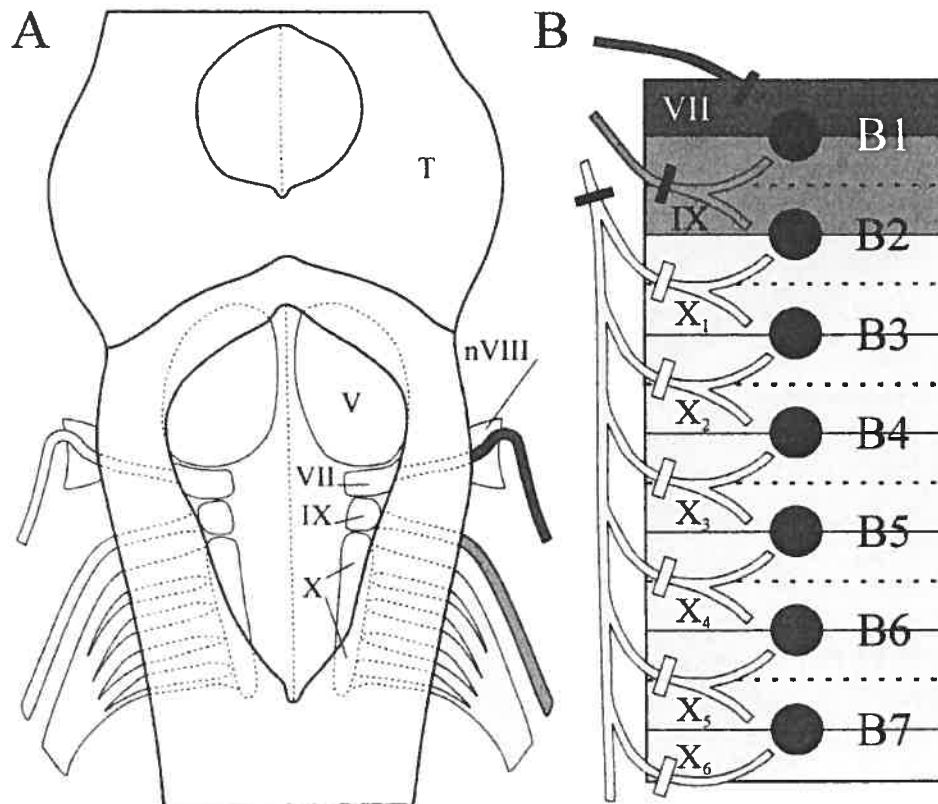 A
T
nVIII
V
VII
IX
X
B
VII
B1
IX
B2
X₁
B3
X₂
B4
X₃
B5
X₄
B6
X₅
B7
X₆